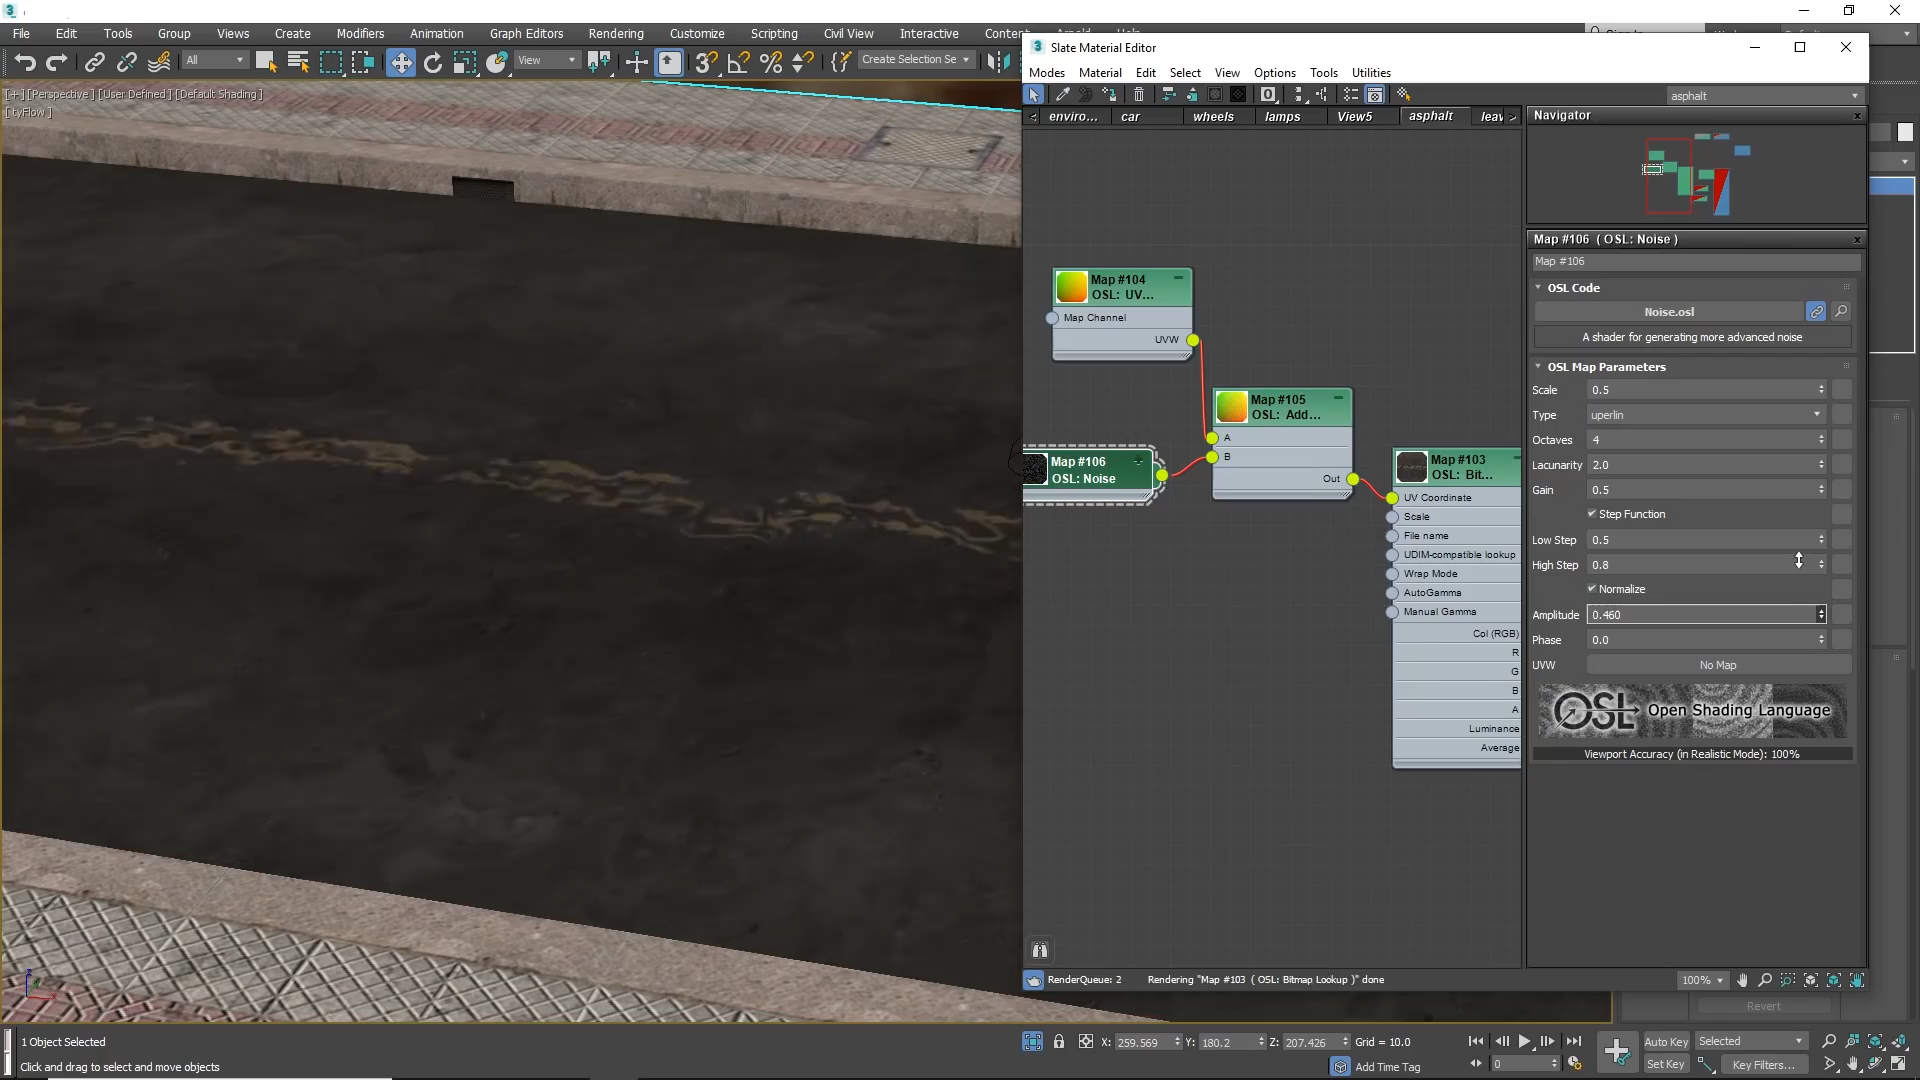 3
File Edit Tools Group Views Create Modifiers Animation Graph Editors Rendering Customize Scripting Civil View Interactive
All View Create Selection Se
[+] [Perspective ] [User Defined ] [Default Shading ]
[ tyFlow ]
3 Slate Material Editor
Modes Material Edit Select View Options Tools Utilities
asphalt
enviro... car wheels lamps View5 asphalt
Navigator
Map #106 ( OSL: Noise )
Map #106
OSL Code
Noise.osl
A shader for generating more advanced noise
OSL Map Parameters
Scale 0.5
Type uperlin
Octaves 4
Lacunarity 2.0
Gain 0.5
Step Function
Low Step 0.5
High Step 0.8
Normalize
Amplitude 0.460
Phase 0.0
UVW No Map
OSL Open Shading Language
Viewport Accuracy (in Realistic Mode): 100%
Map #104
OSL: UV...
Map Channel
UVW
Map #105
OSL: Add...
A
B
Out
Map #106
OSL: Noise
Map #103
OSL: Bit...
UV Coordinate
Scale
File name
UDIM-compatible lookup
Wrap Mode
AutoGamma
Manual Gamma
Col (RGB)
R
G
B
A
Luminance
Average
RenderQueue: 2 Rendering "Map #103 ( OSL: Bitmap Lookup )" done
100%
Revert
1 Object Selected
Click and drag to select and move objects
X: 259.569 Y: 180.2 Z: 207.426 Grid = 10.0
Add Time Tag
0
Auto Key Selected
Set Key Key Filters...